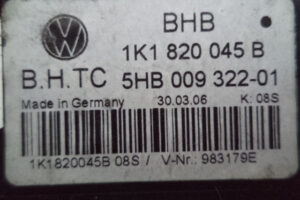 BHB
1K1 820 045 B
B.H.TC 5HB 009 322-01
Made in Germany 30.03.06 K: 08S
1K1820045B 08S / V-Nr.: 983179E